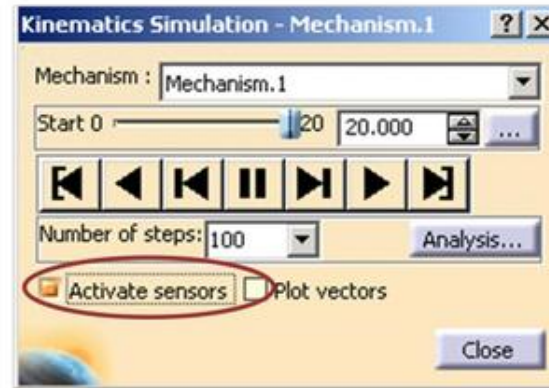 Kinematics Simulation - Mechanism.1 ? X
Mechanism : Mechanism.1
Start 0 20 20.000 ...
Number of steps: 100 Analysis...
Activate sensors Plot vectors
Close